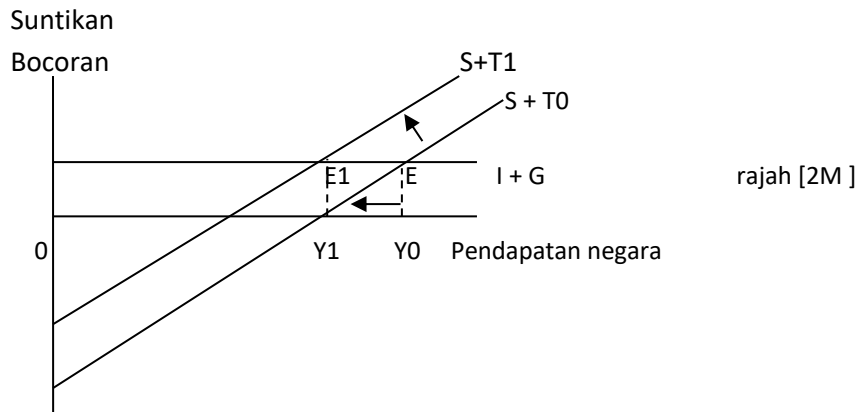 Suntikan
Bocoran
S+T1
S + T0
E1 E I + G rajah [2M ]
0 Y1 Y0 Pendapatan negara